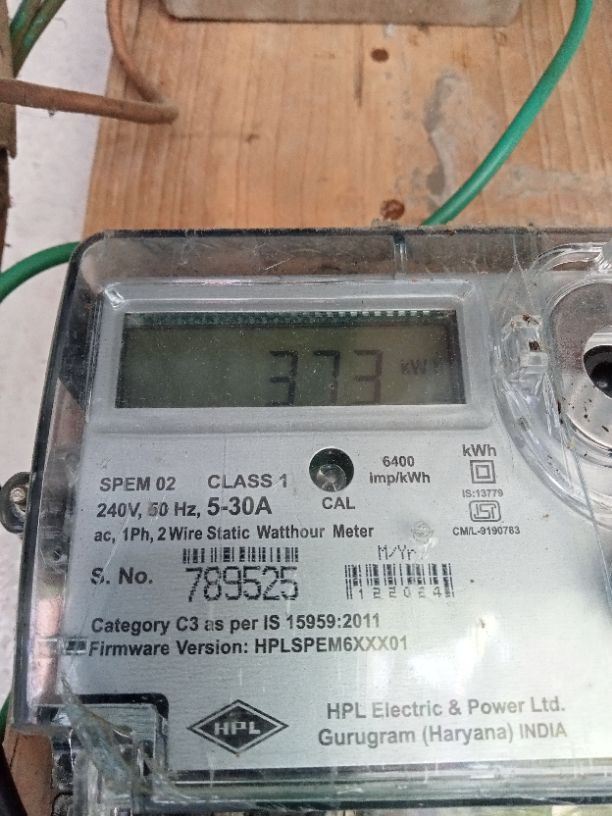 373 kWh
SPEM 02 CLASS 1
6400 imp/kWh
kWh
240V, 50 Hz, 5-30A
CAL
IS:13779
ISI
ac, 1Ph, 2 Wire Static Watthour Meter
CM/L-9190783
M/Yr.
S. No. 789525
122024
Category C3 as per IS 15959:2011
Firmware Version: HPLSPEM6XXX01
HPL
HPL Electric & Power Ltd.
Gurugram (Haryana) INDIA